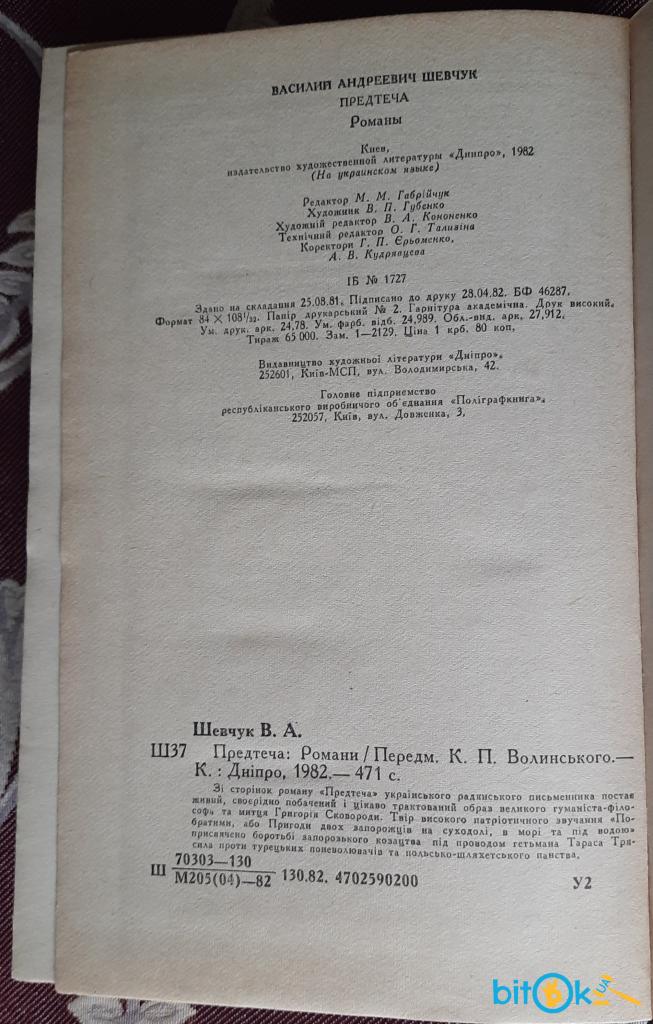 ВАСИЛИЙ АНДРЕЕВИЧ ШЕВЧУК
ПРЕДТЕЧА
Романы
Киев,
издательство художественной литературы «Днипро», 1982
(На украинском языке)
Редактор М. М. Габрійчук
Художник В. П. Губенко
Художній редактор В. А. Кононенко
Технічний редактор О. Г. Таливіна
Коректори Г. П. Єрьоменко,
А. В. Кудрявцева
ІБ № 1727
Здано на складання 25.08.81. Підписано до друку 28.04.82. БФ 46287.
Формат 84 × 108 1/32. Папір друкарський № 2. Гарнітура академічна. Друк високий.
Ум. друк. арк. 24,78. Ум. фарб. відб. 24,989. Обл.-вид. арк. 27,912.
Тираж 65 000. Зам. 1—2129. Ціна 1 крб. 80 коп.
Видавництво художньої літератури «Дніпро».
252601, Київ-МСП, вул. Володимирська, 42.
Головне підприємство
республіканського виробничого об'єднання «Поліграфкнига».
252057, Київ, вул. Довженка, 3.
Шевчук В. А.
Ш37 Предтеча: Романи / Передм. К. П. Волинського.—
К. : Дніпро, 1982.— 471 с.
Зі сторінок роману «Предтеча» українського радянського письменника постає
живий, своєрідно побачений і цікаво трактований образ великого гуманіста-філо-
софа та митця Григорія Сковороди. Твір високого патріотичного звучання «По-
братими, або Пригоди двох запорожців на суходолі, в морі та під водою»
присвячено боротьбі запорозького козацтва під проводом гетьмана Тараса Тря-
сила проти турецьких поневолювачів та польсько-шляхетського панства.
Ш 70303—130
М205(04)—82 130.82. 4702590200
У2
bitok.ua